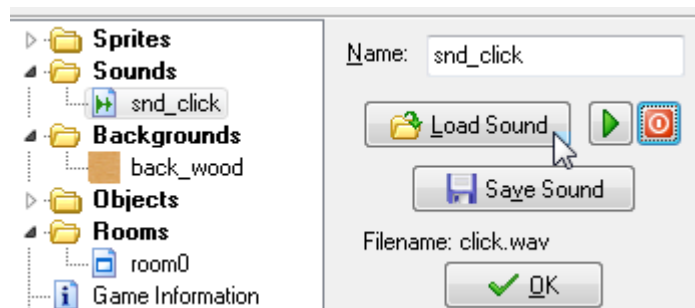 Sprites
Sounds
snd_click
Backgrounds
back_wood
Objects
Rooms
room0
Game Information
Name: snd_click
Load Sound
Save Sound
Filename: click.wav
OK